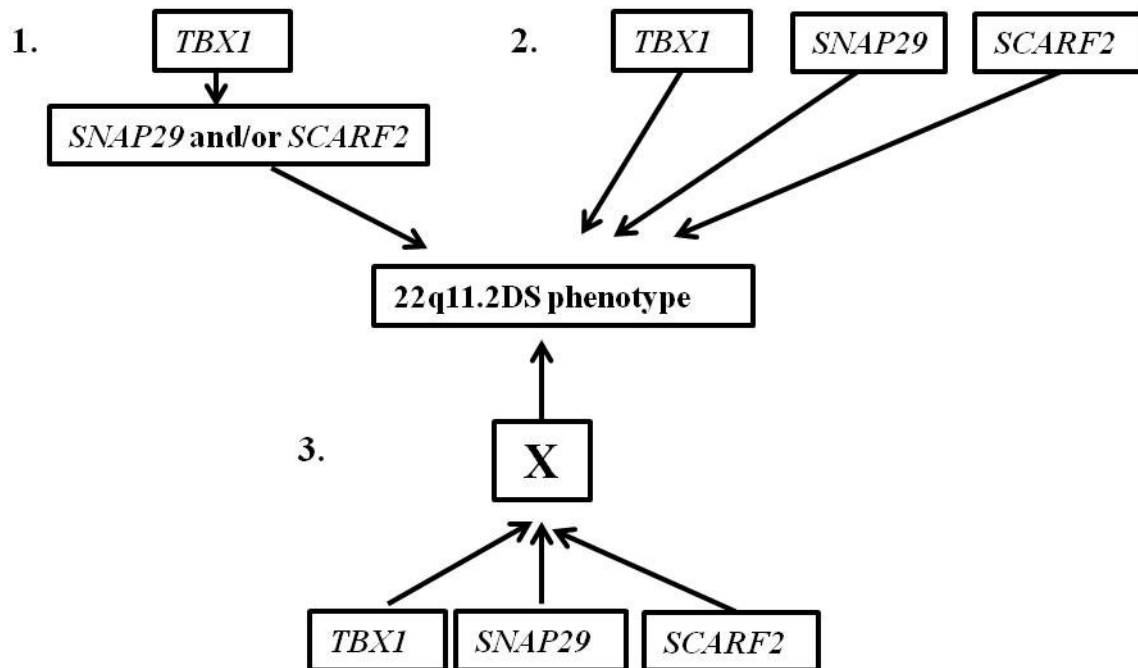 1.
TBX1
SNAP29 and/or SCARF2
2.
TBX1
SNAP29
SCARF2
22q11.2DS phenotype
3.
X
TBX1
SNAP29
SCARF2